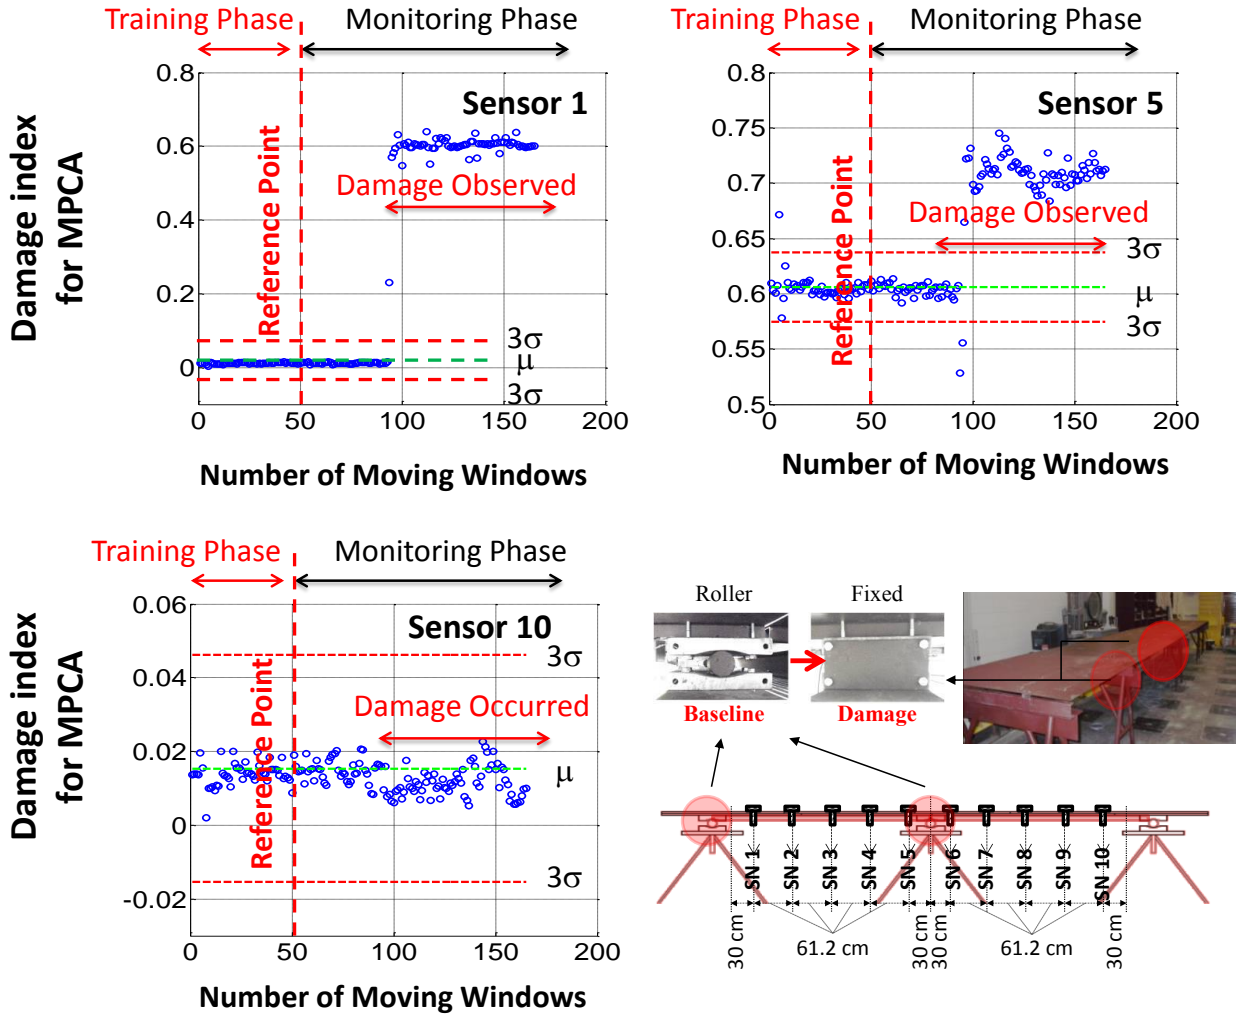 Training Phase
Monitoring Phase
0.8
0.6
0.4
0.2
0
Sensor 1
Reference Point
Damage Observed
3σ
μ
3σ
0
50
100
150
200
Number of Moving Windows
Damage index
for MPCA
Training Phase
Monitoring Phase
0.8
0.75
0.7
0.65
0.6
0.55
0.5
Sensor 5
Reference Point
Damage Observed
3σ
μ
3σ
0
50
100
150
200
Number of Moving Windows
Training Phase
Monitoring Phase
0.06
0.04
0.02
0
-0.02
Sensor 10
3σ
Reference Point
Damage Occurred
μ
3σ
0
50
100
150
200
Number of Moving Windows
Damage index
for MPCA
Roller
Fixed
Baseline
Damage
SN 1
SN 2
SN 3
SN 4
SN 5
SN 6
SN 7
SN 8
SN 9
SN 10
30 cm
61.2 cm
30 cm
30 cm
61.2 cm
30 cm